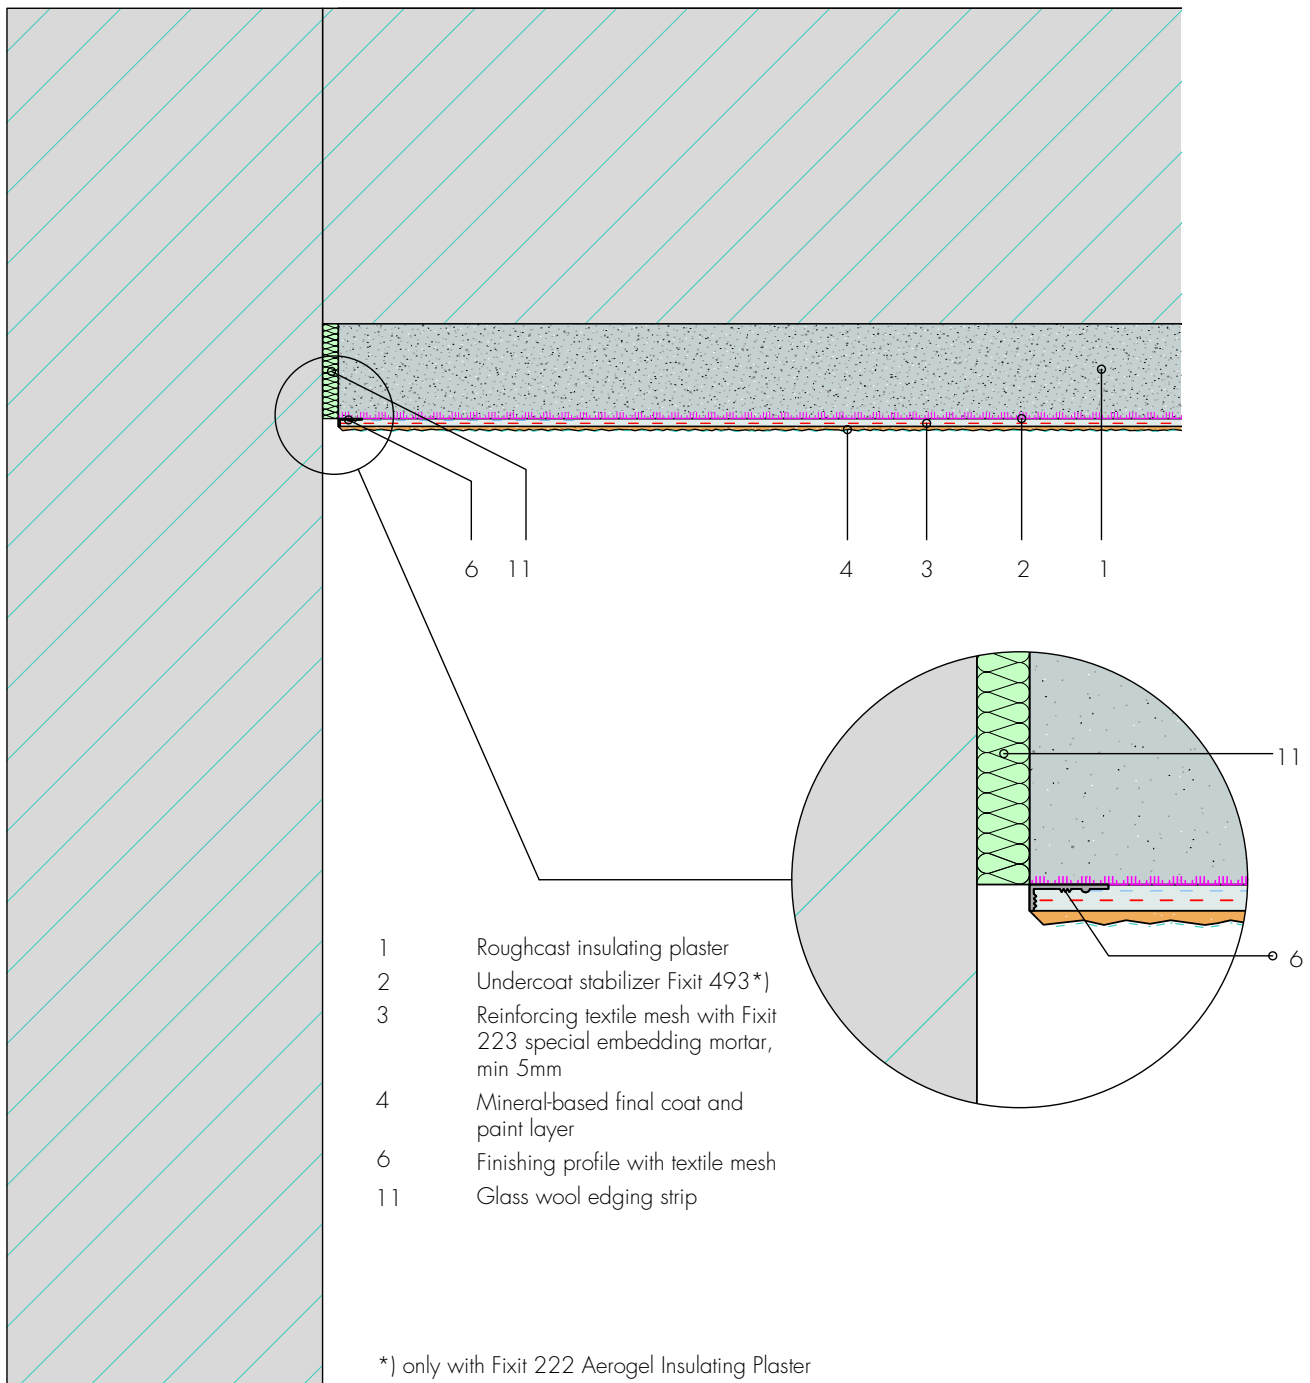 6 11 4 3 2 1
11
6
1 Roughcast insulating plaster
2 Undercoat stabilizer Fixit 493*)
3 Reinforcing textile mesh with Fixit
223 special embedding mortar,
min 5mm
4 Mineral-based final coat and
paint layer
6 Finishing profile with textile mesh
11 Glass wool edging strip
*) only with Fixit 222 Aerogel Insulating Plaster